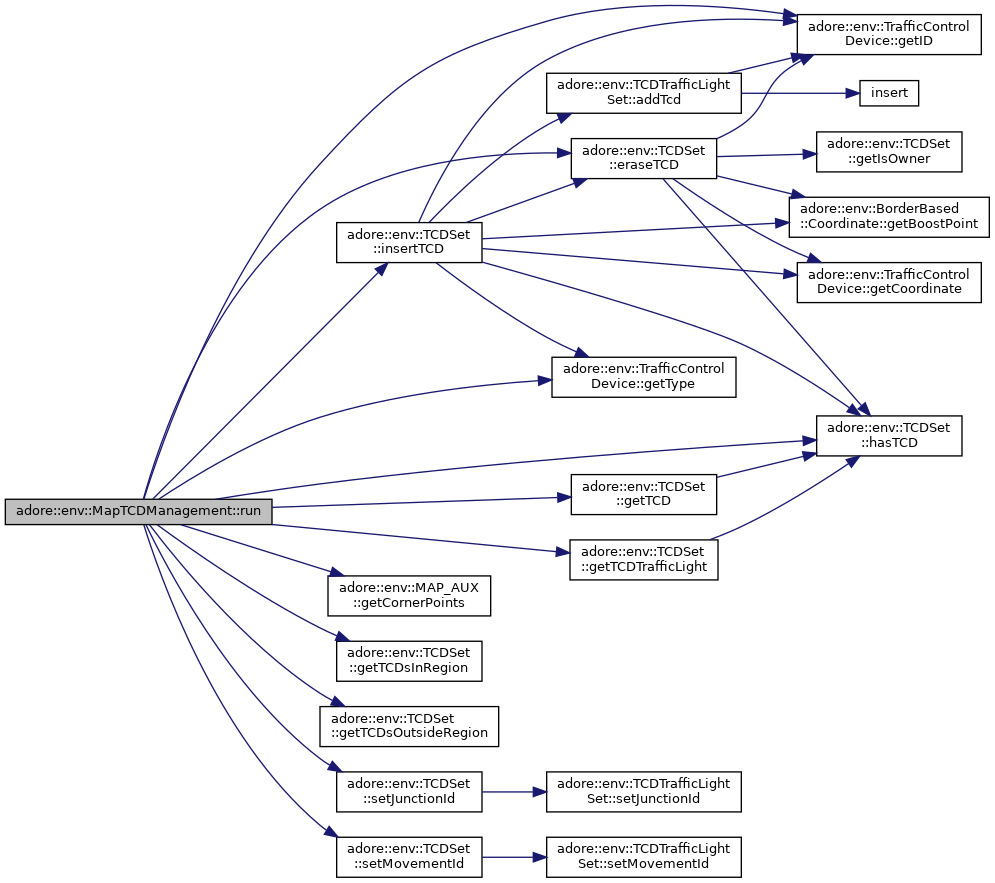 adore::env::TrafficControl
Device::getID
adore::env::TCDTrafficLight
Set::addTcd
insert
adore::env::TCDSet
::eraseTCD
adore::env::TCDSet
::getIsOwner
adore::env::BorderBased
::Coordinate::getBoostPoint
adore::env::TCDSet
::insertTCD
adore::env::TrafficControl
Device::getCoordinate
adore::env::TrafficControl
Device::getType
adore::env::TCDSet
::hasTCD
adore::env::TCDSet
::getTCD
adore::env::MapTCDManagement::run
adore::env::TCDSet
::getTCDTrafficLight
adore::env::MAP_AUX
::getCornerPoints
adore::env::TCDSet
::getTCDsInRegion
adore::env::TCDSet
::getTCDsOutsideRegion
adore::env::TCDSet
::setJunctionId
adore::env::TCDTrafficLight
Set::setJunctionId
adore::env::TCDSet
::setMovementId
adore::env::TCDTrafficLight
Set::setMovementId